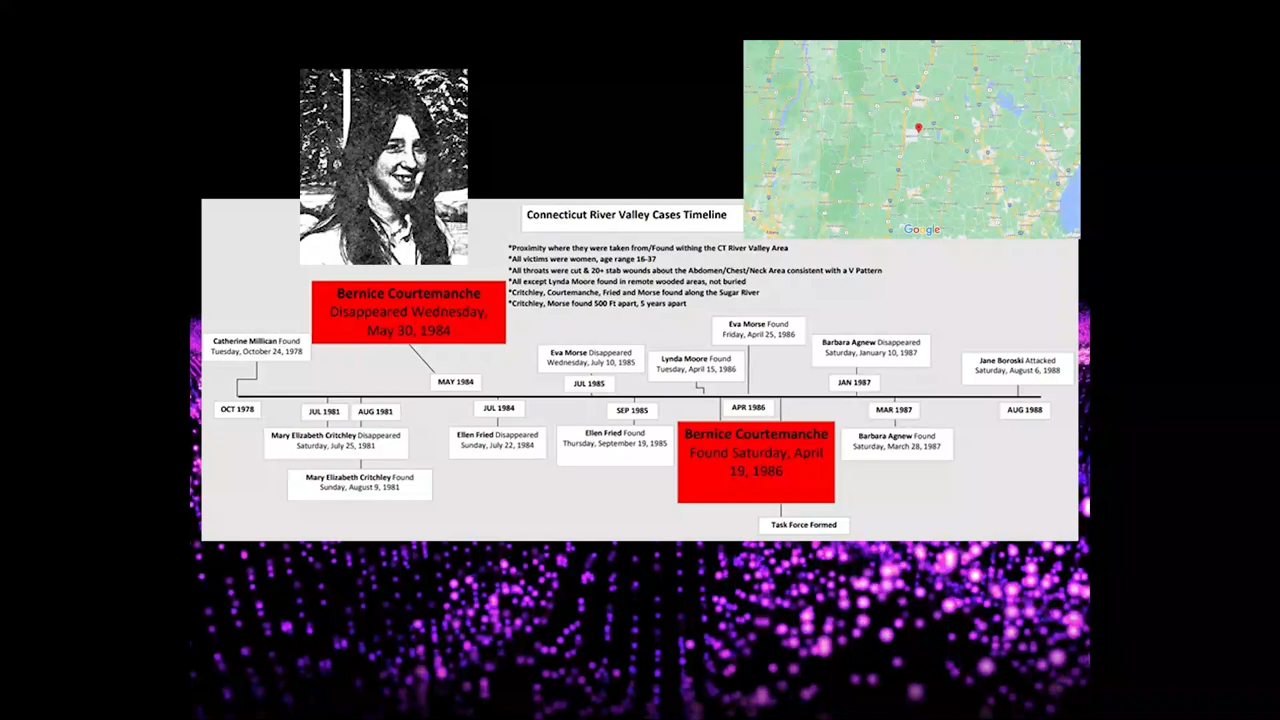 Google
Connecticut River Valley Cases Timeline
*Proximity where they were taken from/Found withing the CT River Valley Area
*All victims were women, age range 16-37
*All throats were cut & 20+ stab wounds about the Abdomen/Chest/Neck Area consistent with a V Pattern
*All except Lynda Moore found in remote wooded areas, not buried
*Critchley, Courtemanche, Fried and Morse found along the Sugar River
*Critchley, Morse found 500 Ft apart, 5 years apart
Bernice Courtemanche
Disappeared Wednesday,
May 30, 1984
Catherine Millican Found
Tuesday, October 24, 1978
Eva Morse Disappeared
Wednesday, July 10, 1985
Lynda Moore Found
Tuesday, April 15, 1986
Eva Morse Found
Friday, April 25, 1986
Barbara Agnew Disappeared
Saturday, January 10, 1987
Jane Boroski Attacked
Saturday, August 6, 1988
MAY 1984
JUL 1985
JAN 1987
OCT 1978
JUL 1981
AUG 1981
JUL 1984
SEP 1985
APR 1986
MAR 1987
AUG 1988
Mary Elizabeth Critchley Disappeared
Saturday, July 25, 1981
Mary Elizabeth Critchley Found
Sunday, August 9, 1981
Ellen Fried Disappeared
Sunday, July 22, 1984
Ellen Fried Found
Thursday, September 19, 1985
Bernice Courtemanche
Found Saturday, April
19, 1986
Barbara Agnew Found
Saturday, March 28, 1987
Task Force Formed